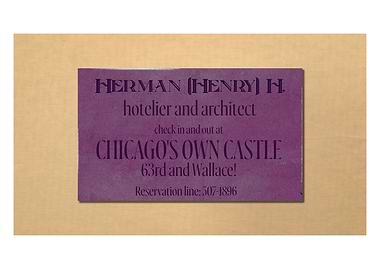 HERMAN (HENRY) H.
hotelier and architect
check in and out at
CHICAGO'S OWN CASTLE
63rd and Wallace!
Reservation line: 507-1896